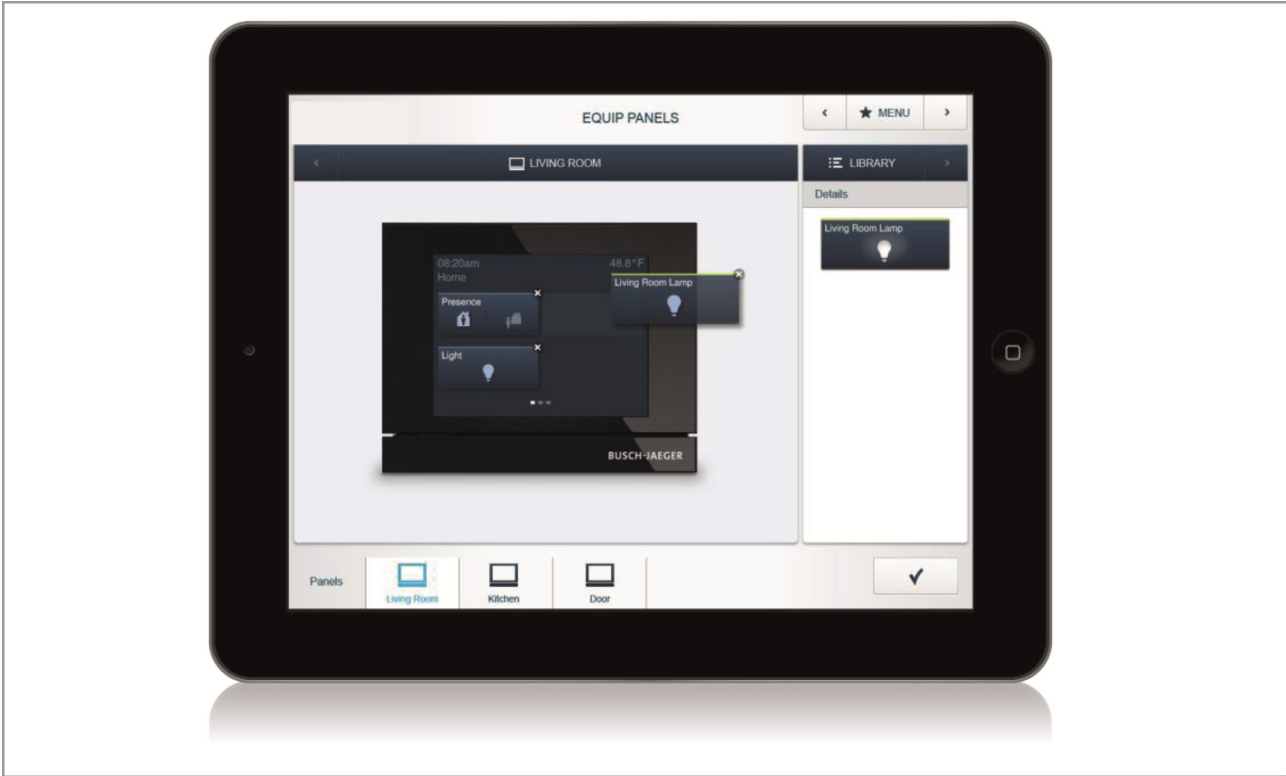 EQUIP PANELS
MENU
LIVING ROOM
LIBRARY
Details
Living Room Lamp
08:20am
48.8°F
Home
Living Room Lamp
Presence
Light
BUSCH-JAEGER
Panels
Living Room
Kitchen
Door